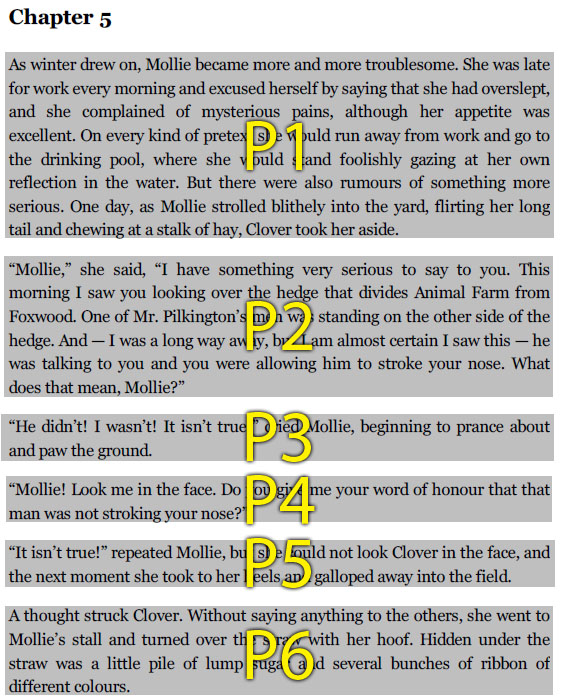 Chapter 5
As winter drew on, Mollie became more and more troublesome. She was late
for work every morning and excused herself by saying that she had overslept,
and she complained of mysterious pains, although her appetite was
excellent. On every kind of pretext she would run away from work and go to
P1
the drinking pool, where she would stand foolishly gazing at her own
reflection in the water. But there were also rumours of something more
serious. One day, as Mollie strolled blithely into the yard, flirting her long
tail and chewing at a stalk of hay, Clover took her aside.
“Mollie,” she said, “I have something very serious to say to you. This
morning I saw you looking over the hedge that divides Animal Farm from
Foxwood. One of Mr. Pilkington’s men was standing on the other side of the
P2
hedge. And — I was a long way away, but I am almost certain I saw this — he
was talking to you and you were allowing him to stroke your nose. What
does that mean, Mollie?”
“He didn’t! I wasn’t! It isn’t true!” cried Mollie, beginning to prance about
P3
and paw the ground.
“Mollie! Look me in the face. Do you give me your word of honour that that
P4
man was not stroking your nose?”
“It isn’t true!” repeated Mollie, but she could not look Clover in the face, and
P5
the next moment she took to her heels and galloped away into the field.
A thought struck Clover. Without saying anything to the others, she went to
Mollie’s stall and turned over the straw with her hoof. Hidden under the
P6
straw was a little pile of lump sugar and several bunches of ribbon of
different colours.